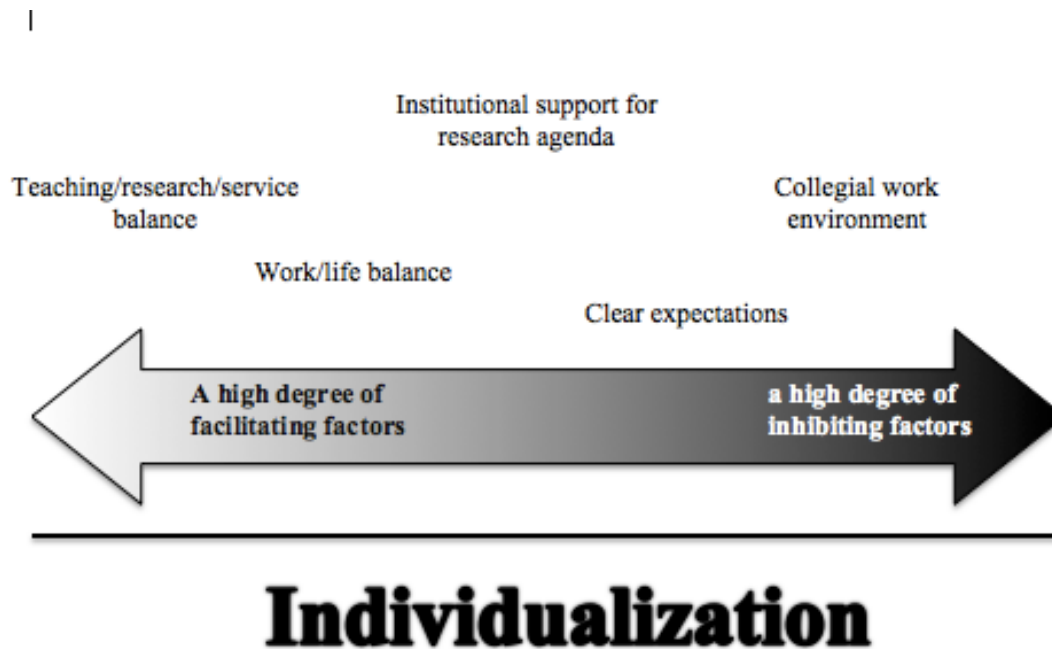 Institutional support for
research agenda
Teaching/research/service
balance
Collegial work
environment
Work/life balance
Clear expectations
A high degree of
facilitating factors
a high degree of
inhibiting factors
Individualization